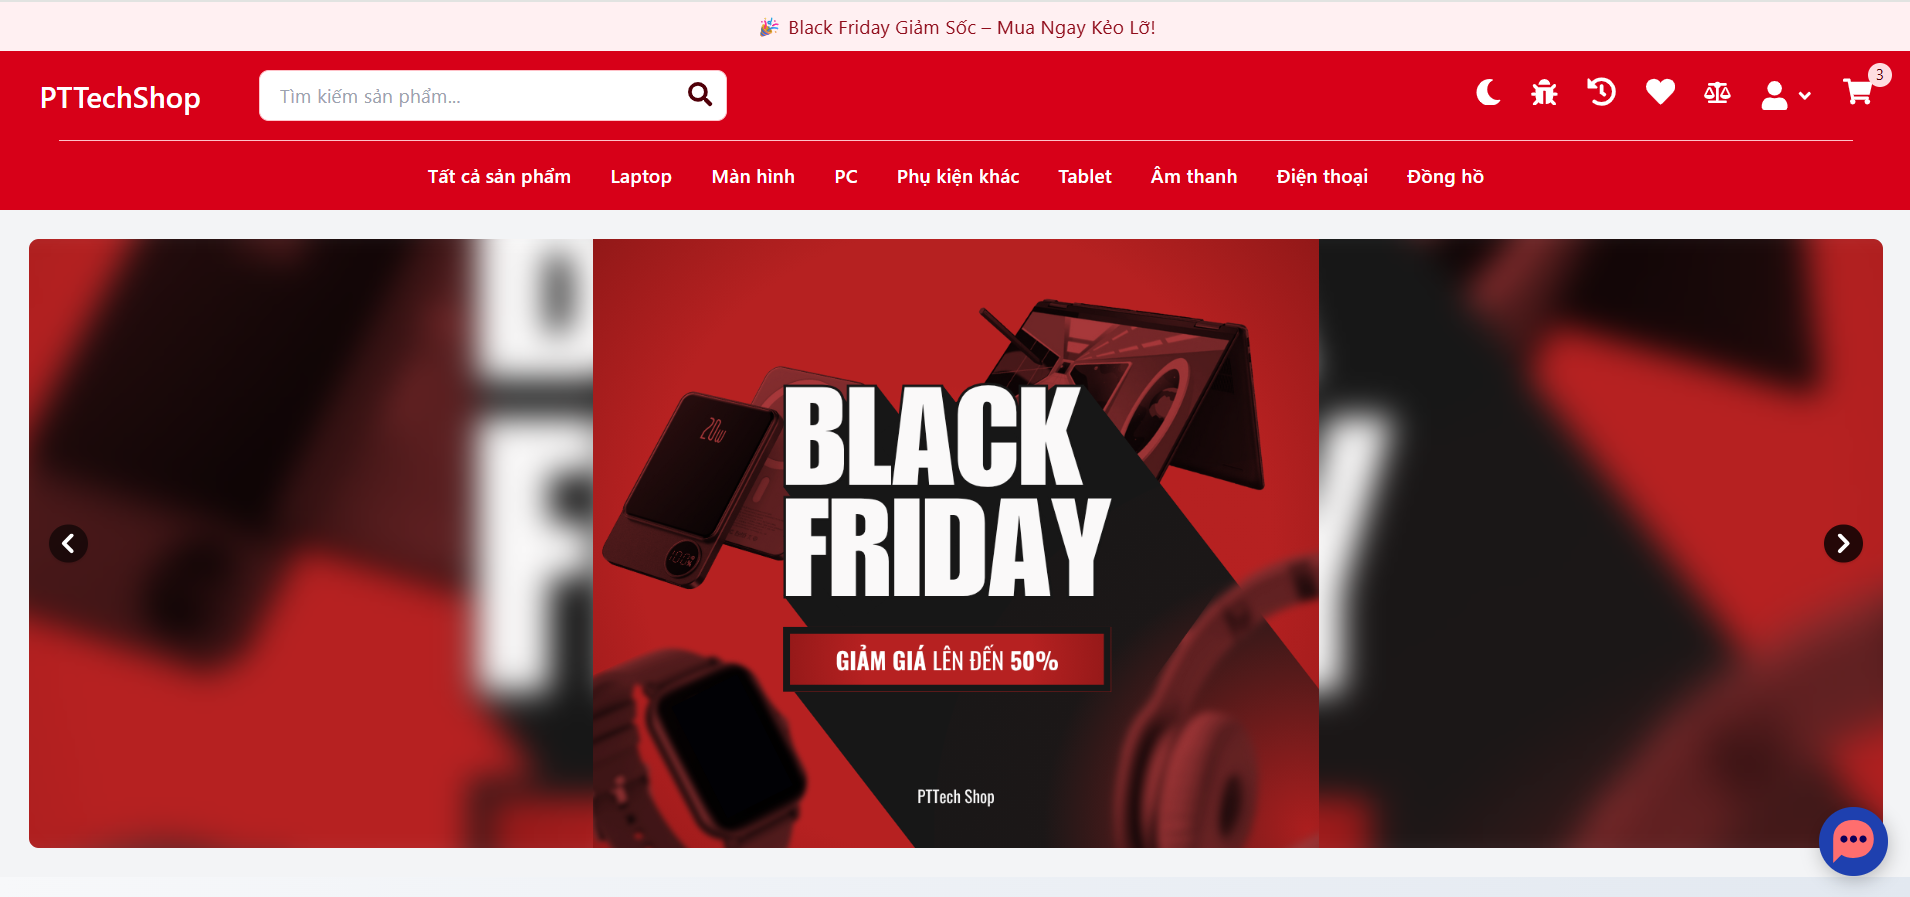 🎉 Black Friday Giảm Sốc – Mua Ngay Kẻo Lỡ!
PTTechShop
Tìm kiếm sản phẩm...
3
Tất cả sản phẩm Laptop Màn hình PC Phụ kiện khác Tablet Âm thanh Điện thoại Đồng hồ
20w
BLACK
FRIDAY
100%
GIẢM GIÁ LÊN ĐẾN 50%
PTTech Shop